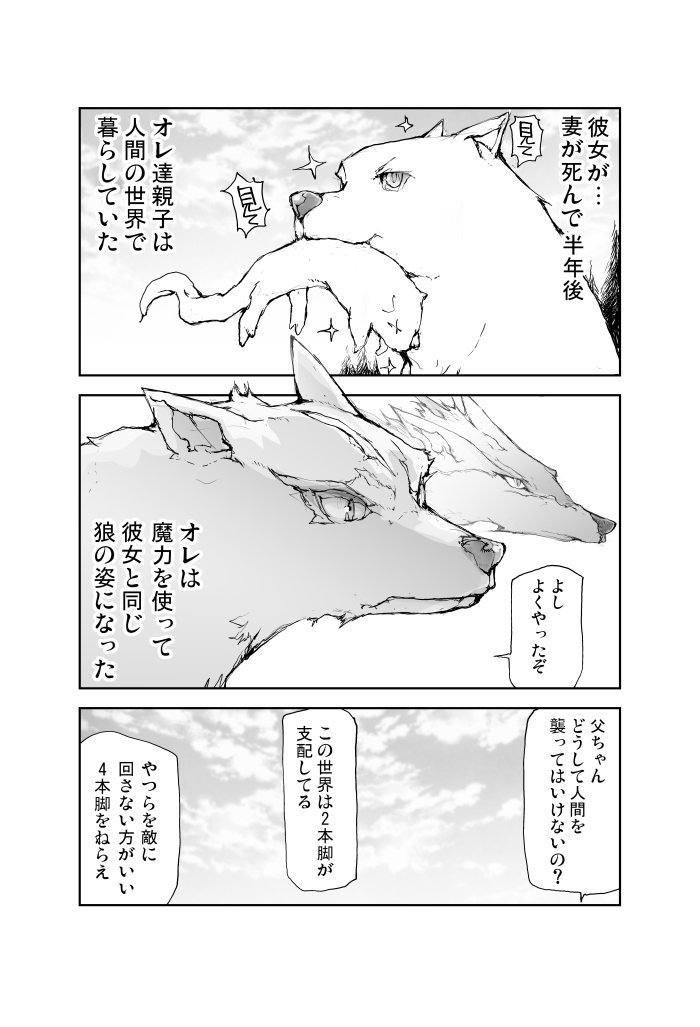 彼女が…
妻が死んで半年後
見て
見て
オレ達親子は
人間の世界で
暮らしていた
よし
よくやったぞ
オレは
魔力を使って
彼女と同じ
狼の姿になった
父ちゃん
どうして人間を
襲ってはいけないの？
この世界は2本脚が
支配してる
やつらを敵に
回さない方がいい
4本脚をねらえ